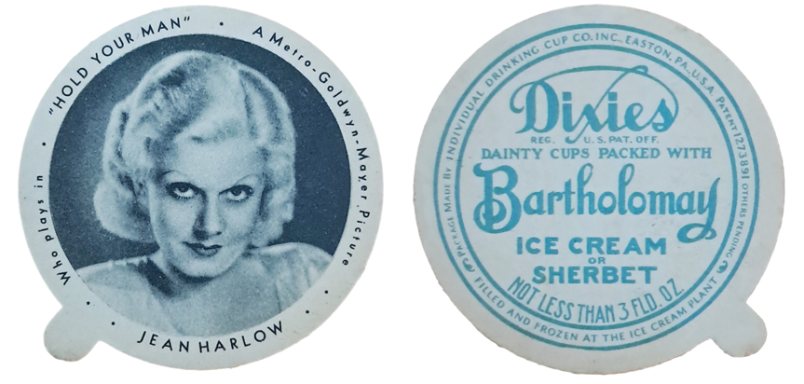 JEAN HARLOW
Who plays in • "HOLD YOUR MAN" • A Metro-Goldwyn-Mayer Picture
PACKAGE MADE BY INDIVIDUAL DRINKING CUP CO. INC., EASTON, PA., U.S.A. PATENT 1273891 OTHERS PENDING
Dixies
REG. U.S. PAT. OFF.
DAINTY CUPS PACKED WITH
Bartholomay
ICE CREAM
OR
SHERBET
NOT LESS THAN 3 FLD. OZ.
FILLED AND FROZEN AT THE ICE CREAM PLANT